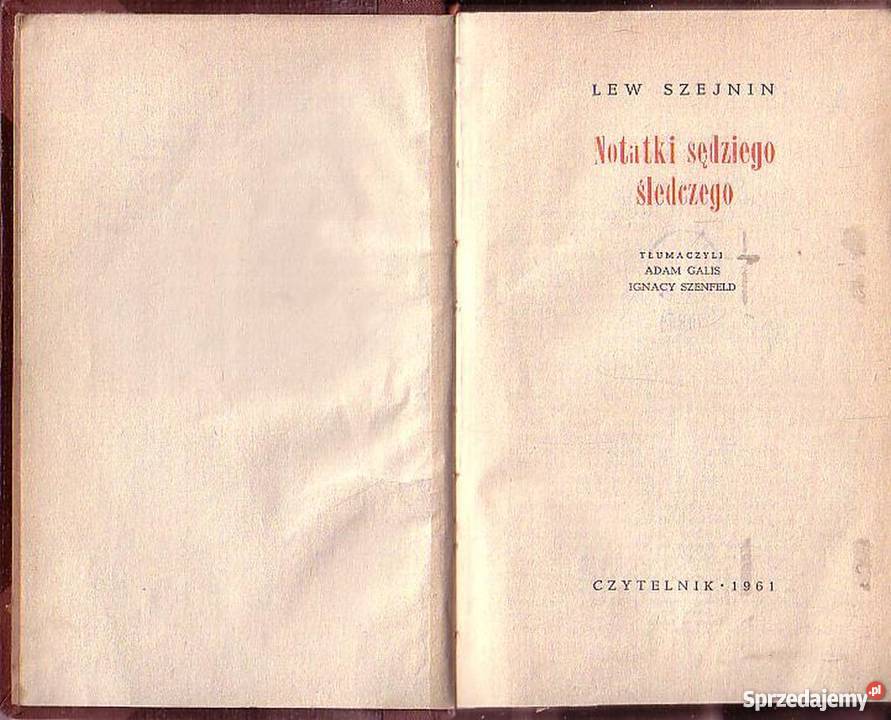 LEW SZEJNIN
Notatki sędziego
śledczego
TŁUMACZYLI
ADAM GALIS
IGNACY SZENFELD
CZYTELNIK · 1961
Sprzedajemy.pl